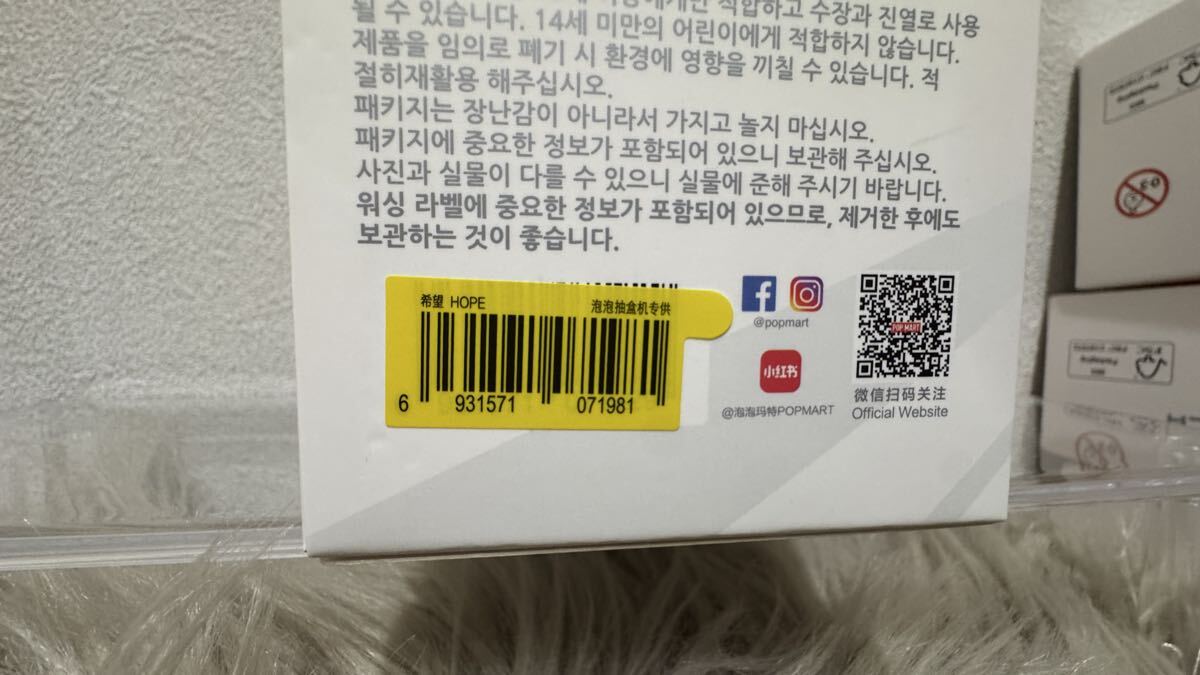 적합하고 수장과 진열로 사용
될 수 있습니다. 14세 미만의 어린이에게 적합하지 않습니다.
제품을 임의로 폐기 시 환경에 영향을 끼칠 수 있습니다. 적
절히재활용 해주십시오.
패키지는 장난감이 아니라서 가지고 놀지 마십시오.
패키지에 중요한 정보가 포함되어 있으니 보관해 주십시오.
사진과 실물이 다를 수 있으니 실물에 준해 주시기 바랍니다.
워싱 라벨에 중요한 정보가 포함되어 있으므로, 제거한 후에도
보관하는 것이 좋습니다.
希望 HOPE 泡泡抽盒机专供
6 931571 071981
@popmart
小红书
@泡泡玛特POPMART
POP MART
微信扫码关注
Official Website